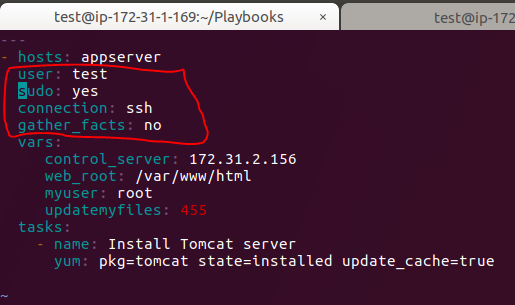 test@ip-172-31-1-169:~/Playbooks × test@ip-172
---
- hosts: appserver
  user: test
  sudo: yes
  connection: ssh
  gather_facts: no
  vars:
     control_server: 172.31.2.156
     web_root: /var/www/html
     myuser: root
     updatemyfiles: 455
  tasks:
    - name: Install Tomcat server
      yum: pkg=tomcat state=installed update_cache=true
~